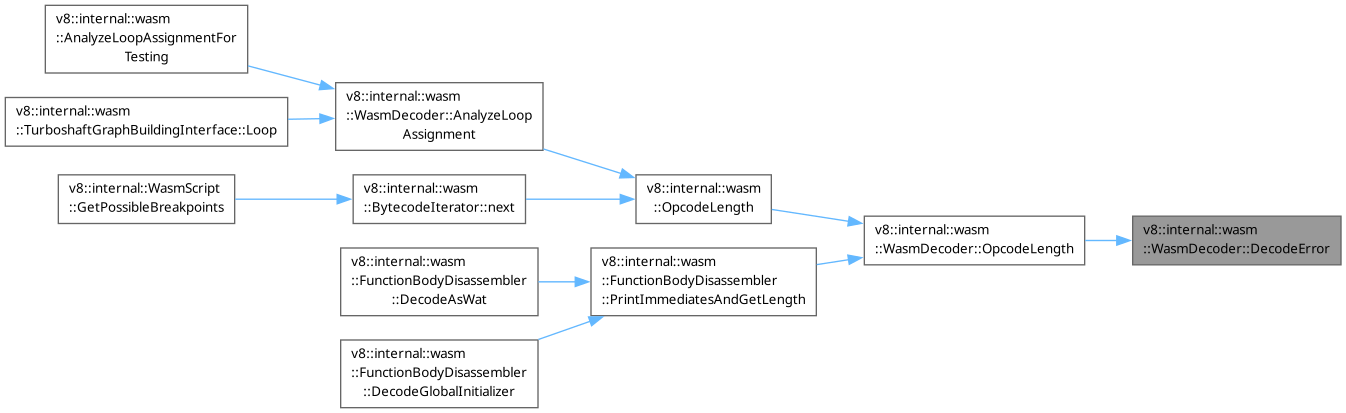 v8::internal::wasm
::AnalyzeLoopAssignmentFor
Testing
v8::internal::wasm
::TurboshaftGraphBuildingInterface::Loop
v8::internal::WasmScript
::GetPossibleBreakpoints
v8::internal::wasm
::WasmDecoder::AnalyzeLoop
Assignment
v8::internal::wasm
::BytecodeIterator::next
v8::internal::wasm
::FunctionBodyDisassembler
::DecodeAsWat
v8::internal::wasm
::FunctionBodyDisassembler
::DecodeGlobalInitializer
v8::internal::wasm
::OpcodeLength
v8::internal::wasm
::FunctionBodyDisassembler
::PrintImmediatesAndGetLength
v8::internal::wasm
::WasmDecoder::OpcodeLength
v8::internal::wasm
::WasmDecoder::DecodeError